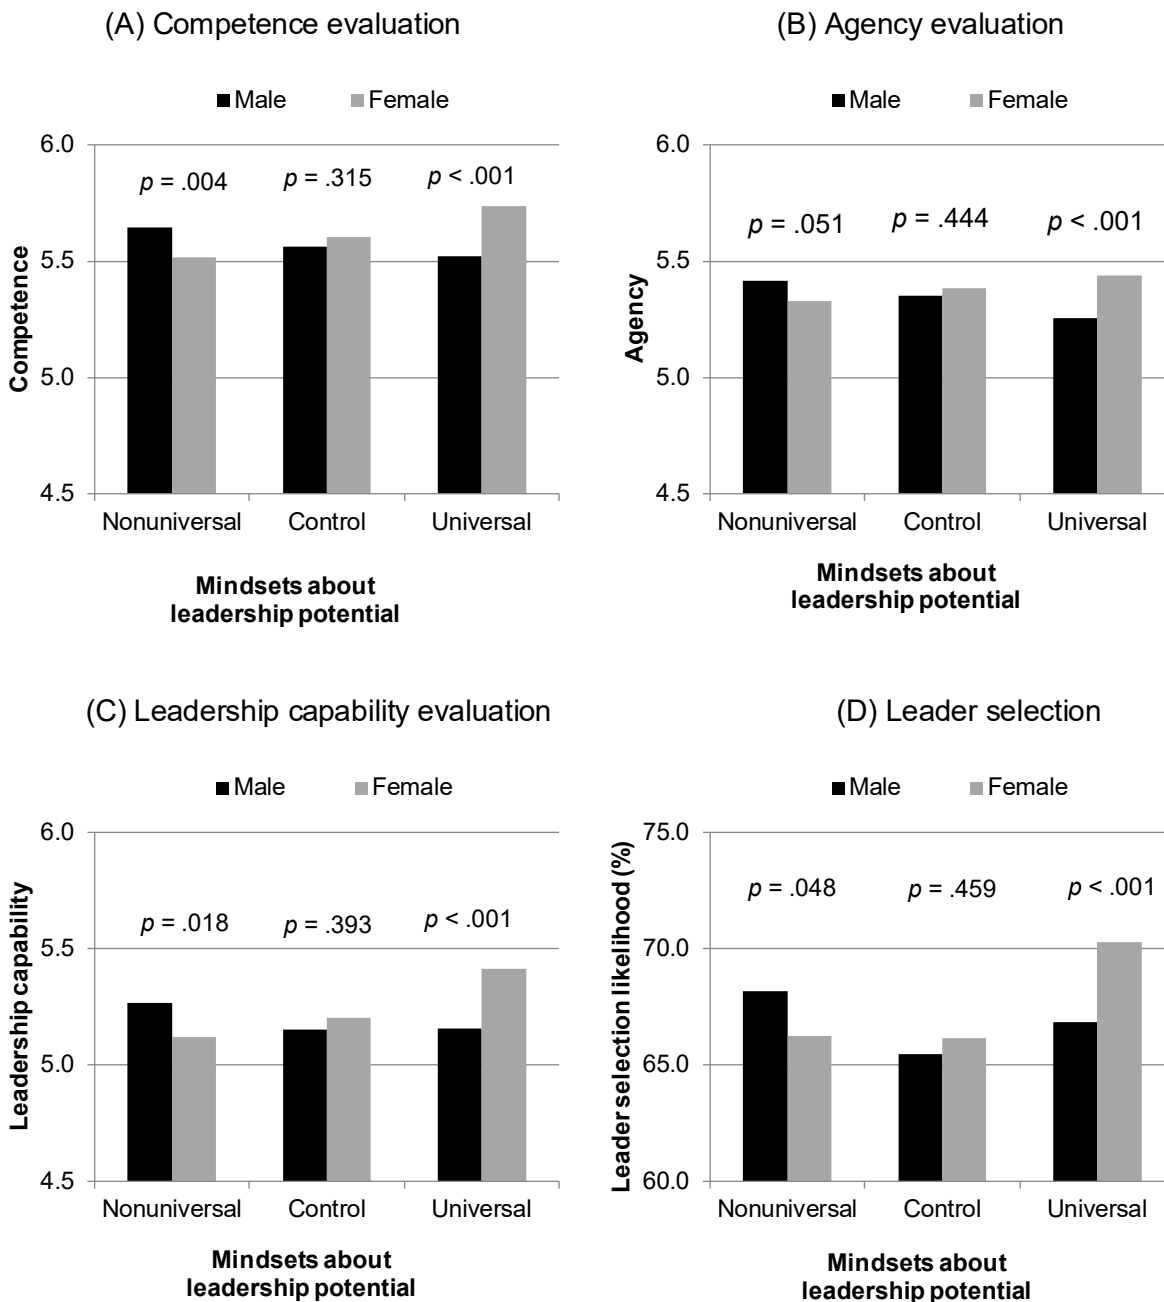 (A) Competence evaluation
Male Female
6.0
p = .004 p = .315 p < .001
5.5
5.0
4.5
Competence
Nonuniversal Control Universal
Mindsets about
leadership potential
(B) Agency evaluation
Male Female
6.0
p = .051 p = .444 p < .001
5.5
5.0
4.5
Agency
Nonuniversal Control Universal
Mindsets about
leadership potential
(C) Leadership capability evaluation
Male Female
6.0
p = .018 p = .393 p < .001
5.5
5.0
4.5
Leadership capability
Nonuniversal Control Universal
Mindsets about
leadership potential
(D) Leader selection
Male Female
75.0
p = .048 p = .459 p < .001
70.0
65.0
60.0
Leader selection likelihood (%)
Nonuniversal Control Universal
Mindsets about
leadership potential